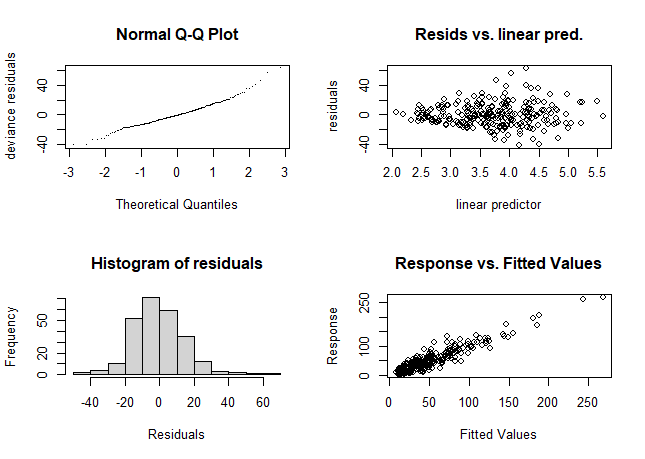 Normal Q-Q Plot
deviance residuals
-40
0
40
-3 -2 -1 0 1 2 3
Theoretical Quantiles
Resids vs. linear pred.
residuals
-40
0
40
2.0 2.5 3.0 3.5 4.0 4.5 5.0 5.5
linear predictor
Histogram of residuals
Frequency
0
20
50
-40 -20 0 20 40 60
Residuals
Response vs. Fitted Values
Response
0
100
250
0 50 100 150 200 250
Fitted Values